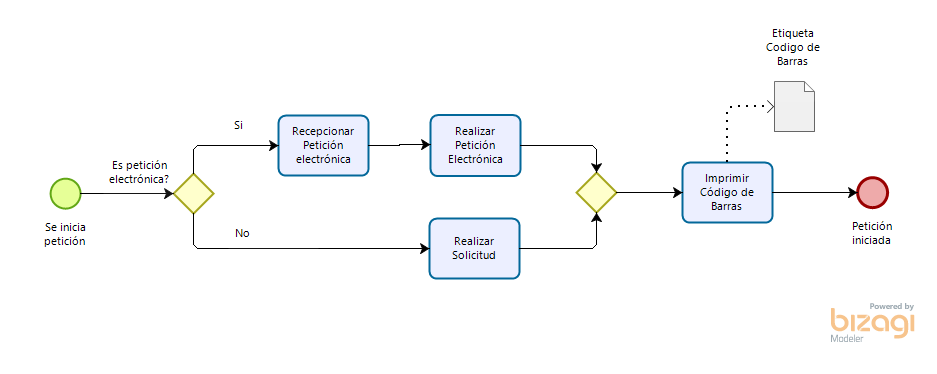 Etiqueta
Codigo de
Barras
Si
Recepcionar
Petición
electrónica
Realizar
Petición
Electrónica
Es petición
electrónica?
Imprimir
Código de
Barras
Se inicia
petición
No
Realizar
Solicitud
Petición
iniciada
Powered by
bizagi
Modeler